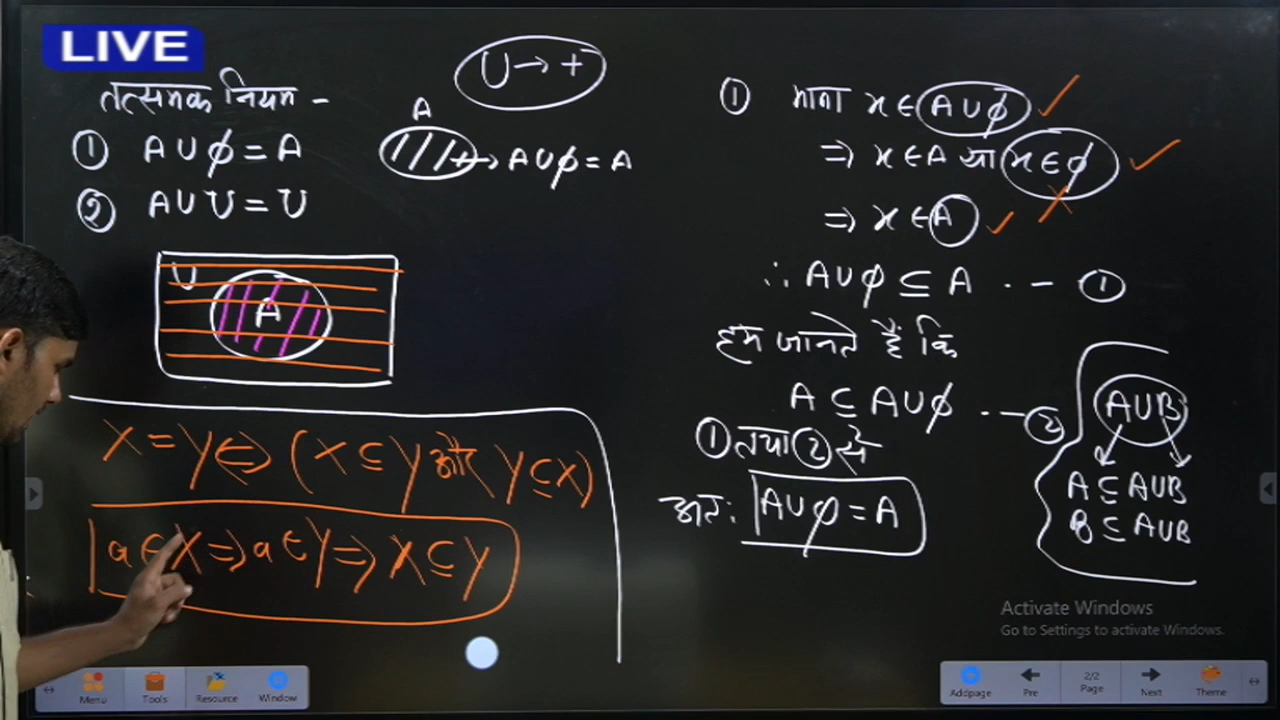 LIVE
तत्समक नियम -
① A∪φ = A
② A∪U = U
∪ → +
A
→ A∪φ = A
U
A
X = Y ⇔ (X ⊆ Y और Y ⊆ X)
a ∈ X ⇒ a ∈ Y ⇒ X ⊆ Y
① माना x ∈ A∪φ ✓
⇒ x ∈ A या x ∈ φ ✓
⇒ x ∈ A ✓ ×
∴ A∪φ ⊆ A . -- ①
हम जानते हैं कि
A ⊆ A∪φ -- ②
① तथा ② से
अतः A∪φ = A
A∪B
A ⊆ A∪B
B ⊆ A∪B
Activate Windows
Go to Settings to activate Windows.
Menu Tools Resource Window
Addpage Pre 2/2 Page Next Theme